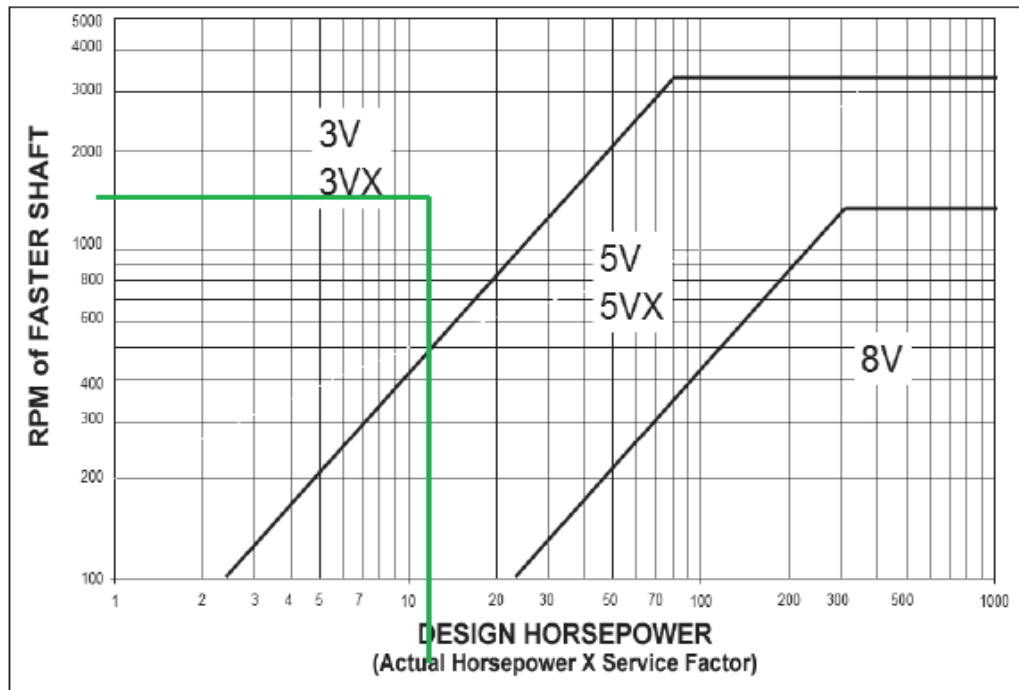 5000
4000
3000
2000
1000
800
600
400
300
200
100
RPM of FASTER SHAFT
3V
3VX
5V
5VX
8V
1 2 3 4 5 7 10 20 30 50 70 100 200 300 500 1000
DESIGN HORSEPOWER
(Actual Horsepower X Service Factor)